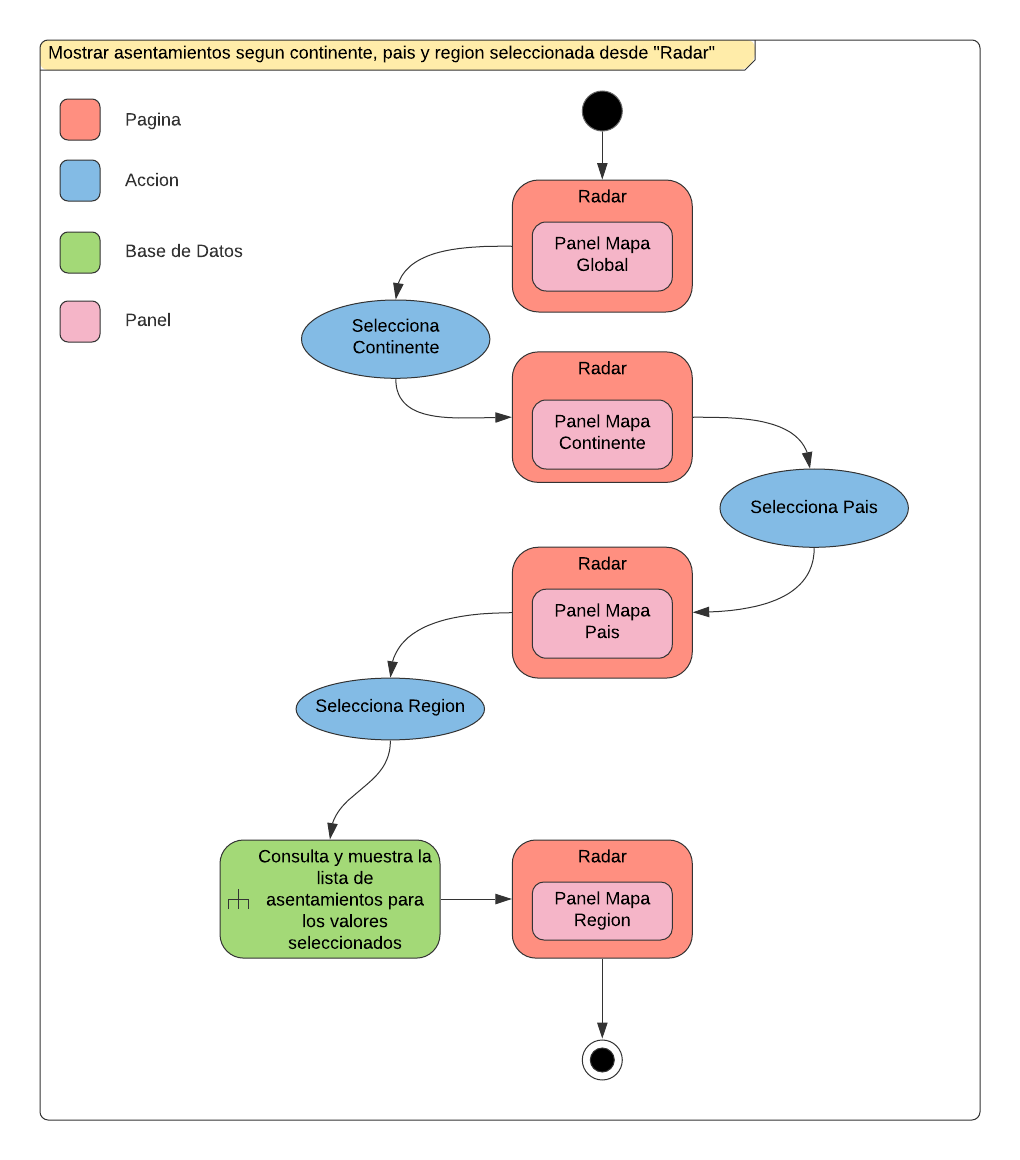 Mostrar asentamientos segun continente, pais y region seleccionada desde "Radar"
Pagina
Accion
Base de Datos
Panel
Radar
Panel Mapa
Global
Selecciona
Continente
Radar
Panel Mapa
Continente
Selecciona Pais
Radar
Panel Mapa
Pais
Selecciona Region
Consulta y muestra la
lista de
asentamientos para
los valores
seleccionados
Radar
Panel Mapa
Region